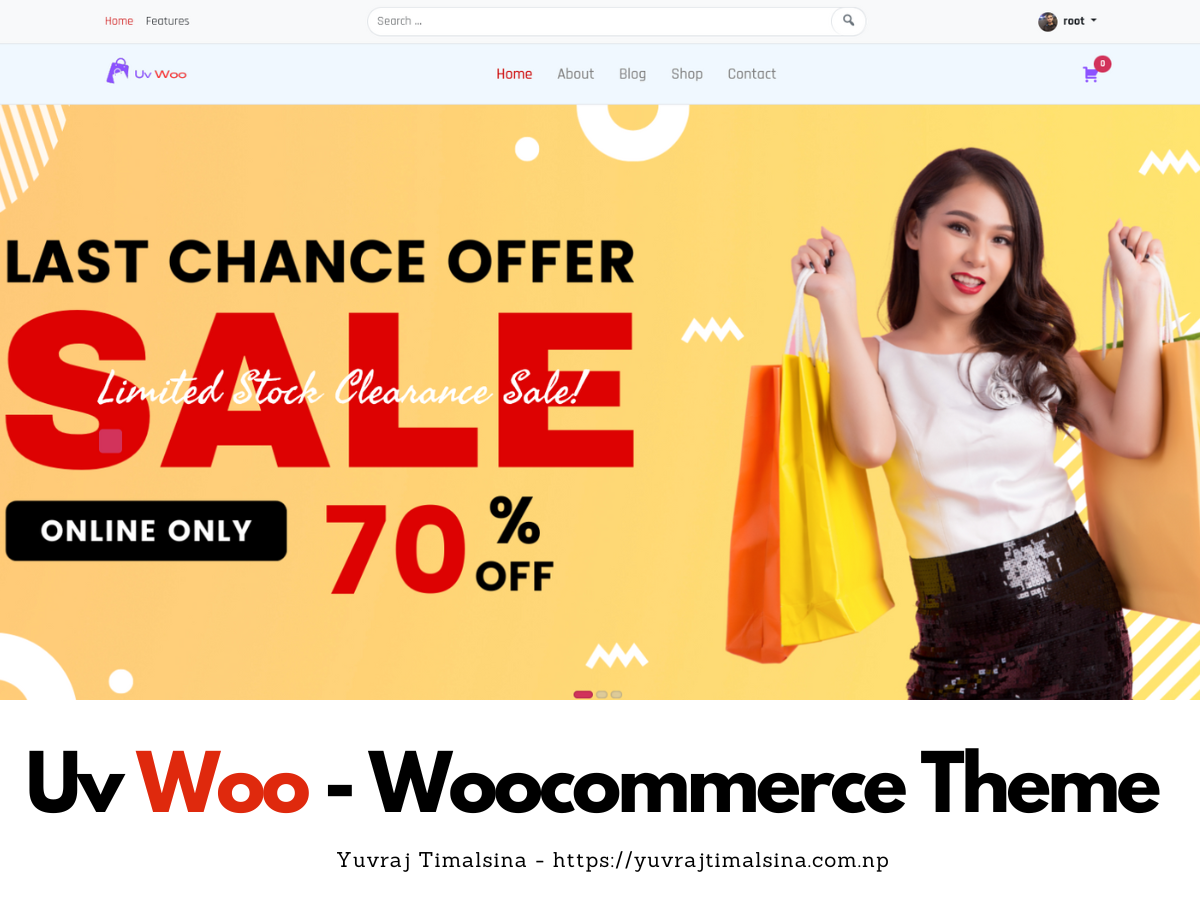 Home Features
Search ...
root
Uv Woo
Home About Blog Shop Contact
0
LAST CHANCE OFFER
SALE
Limited Stock Clearance Sale!
ONLINE ONLY
70%
OFF
Uv Woo - Woocommerce Theme
Yuvraj Timalsina - https://yuvrajtimalsina.com.np